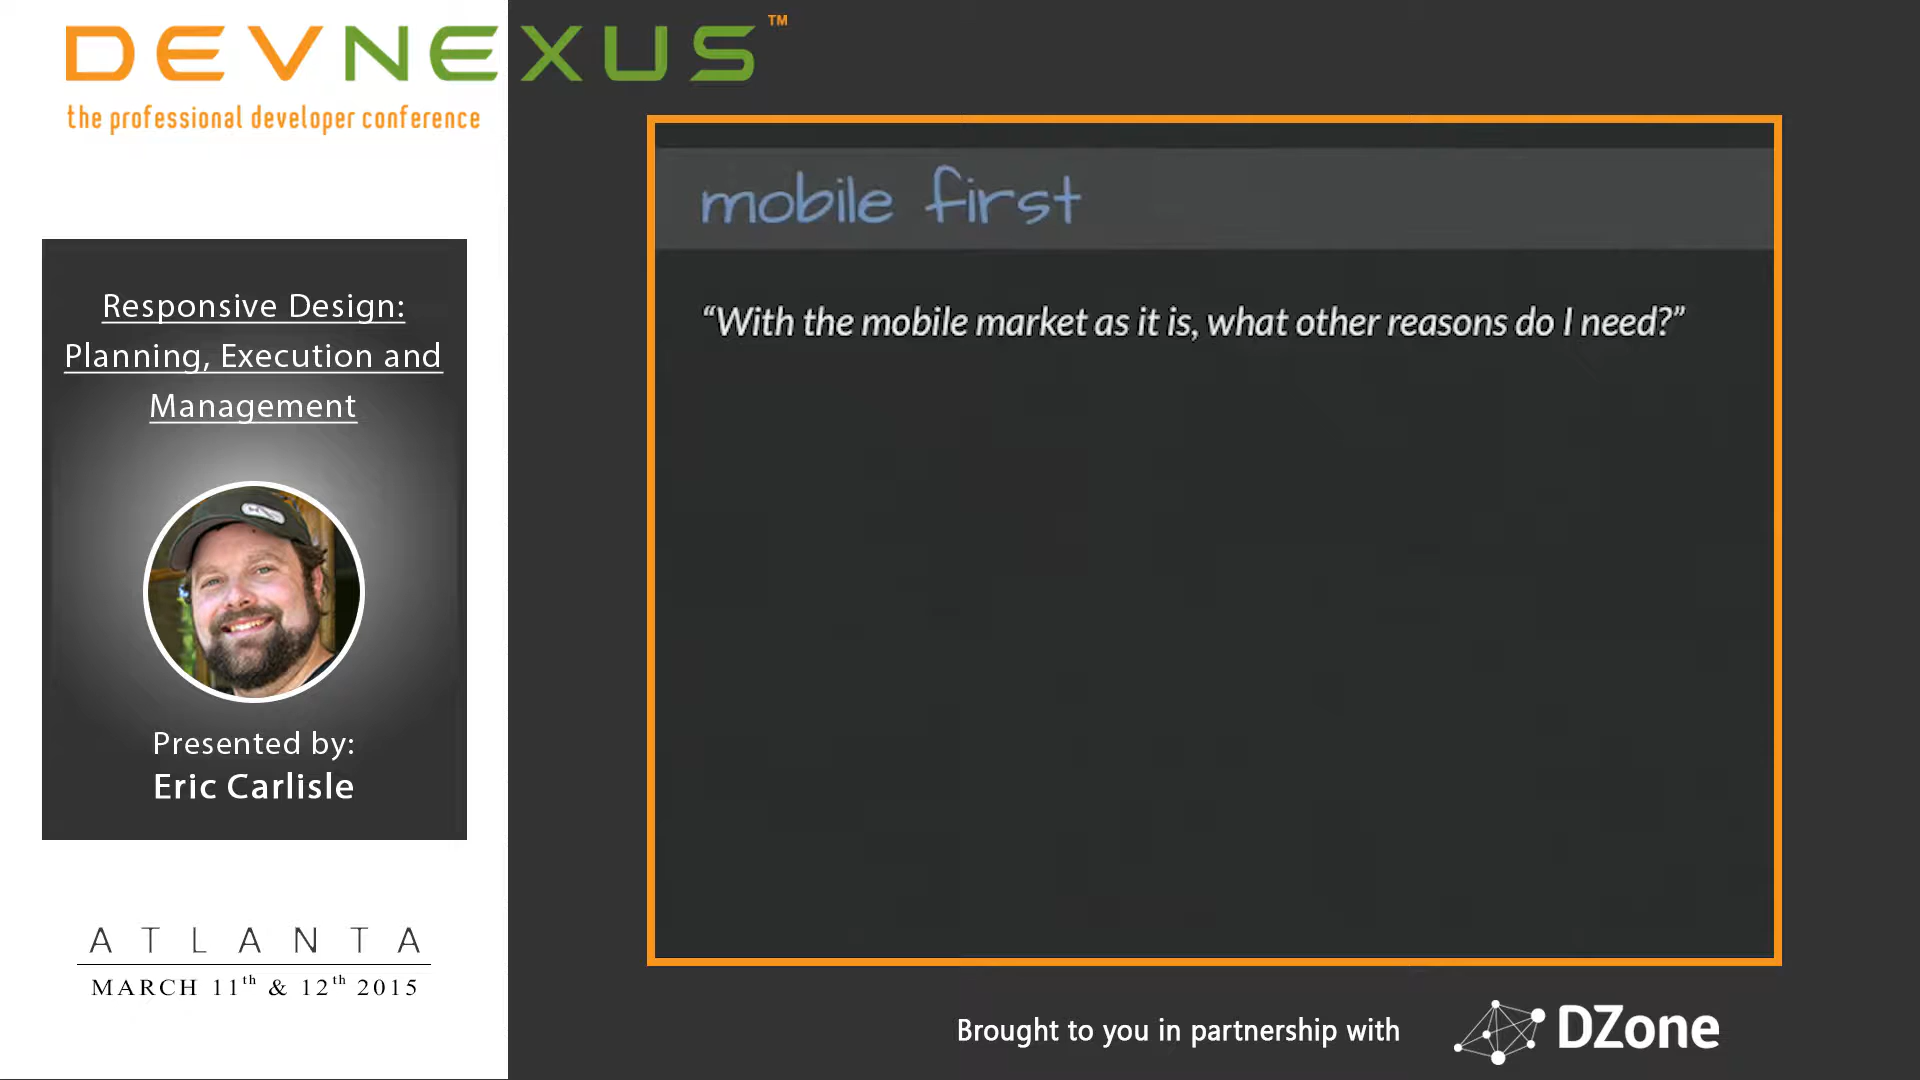 DEVNEXUS™
the professional developer conference
Responsive Design:
Planning, Execution and
Management
Presented by:
Eric Carlisle
ATLANTA
MARCH 11th & 12th 2015
mobile first
“With the mobile market as it is, what other reasons do I need?”
Brought to you in partnership with
DZone